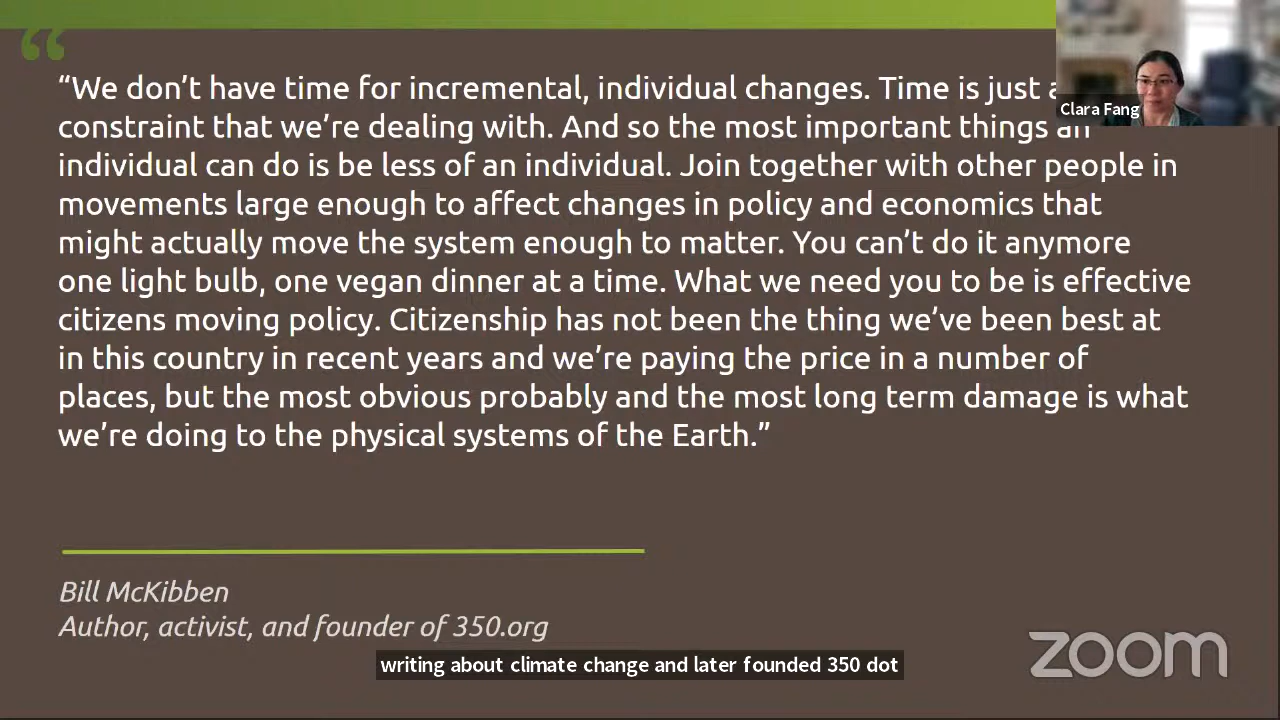 “We don’t have time for incremental, individual changes. Time is just
constraint that we’re dealing with. And so the most important things an
individual can do is be less of an individual. Join together with other people in
movements large enough to affect changes in policy and economics that
might actually move the system enough to matter. You can’t do it anymore
one light bulb, one vegan dinner at a time. What we need you to be is effective
citizens moving policy. Citizenship has not been the thing we’ve been best at
in this country in recent years and we’re paying the price in a number of
places, but the most obvious probably and the most long term damage is what
we’re doing to the physical systems of the Earth.”
Clara Fang
Bill McKibben
Author, activist, and founder of 350.org
writing about climate change and later founded 350 dot
zoom